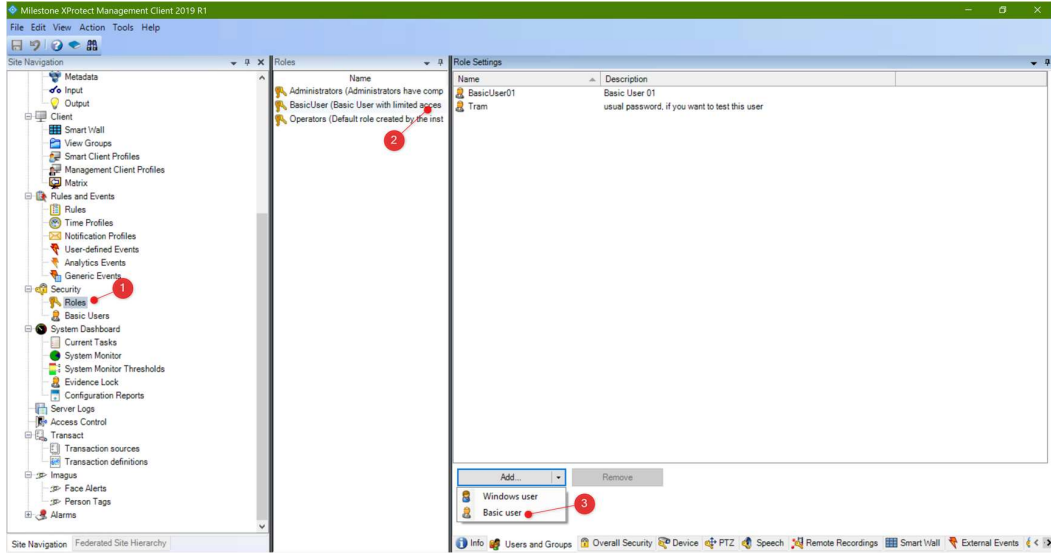 Milestone XProtect Management Client 2019 R1
File Edit View Action Tools Help
Site Navigation
Metadata
Input
Output
Client
Smart Wall
View Groups
Smart Client Profiles
Management Client Profiles
Matrix
Rules and Events
Rules
Time Profiles
Notification Profiles
User-defined Events
Analytics Events
Generic Events
1
Security
Roles
Basic Users
System Dashboard
Current Tasks
System Monitor
System Monitor Thresholds
Evidence Lock
Configuration Reports
Server Logs
Access Control
Transact
Transaction sources
Transaction definitions
Imagus
Face Alerts
Person Tags
Alarms
Site Navigation Federated Site Hierarchy
Roles
Name
Administrators (Administrators have comp
BasicUser (Basic User with limited acces
Operators (Default role created by the inst
2
Role Settings
Name Description
BasicUser01 Basic User 01
Tram usual password, if you want to test this user
Add... Remove
Windows user
Basic user
3
Info Users and Groups Overall Security Device PTZ Speech Remote Recordings Smart Wall External Events